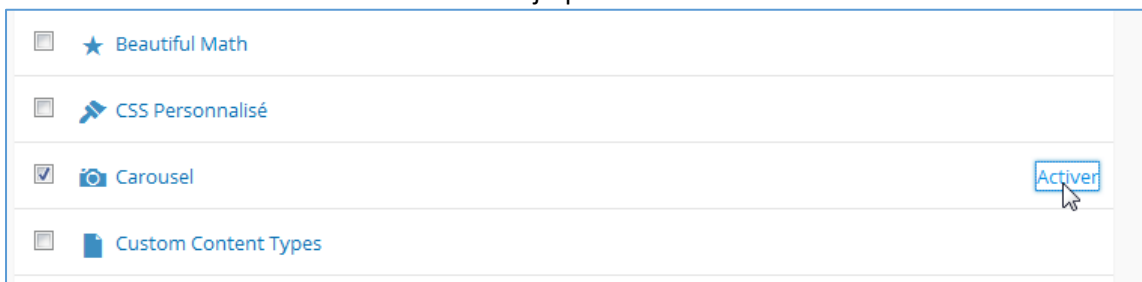 Beautiful Math
CSS Personnalisé
Carousel
Activer
Custom Content Types